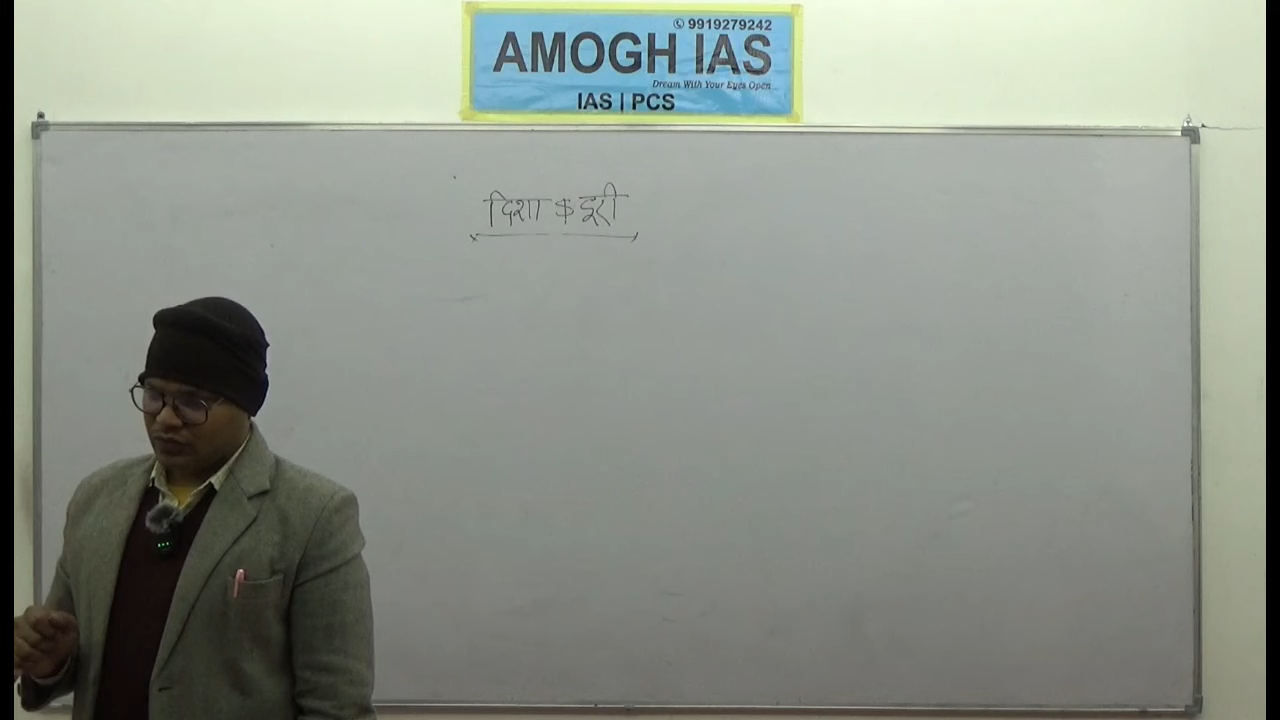 ✆ 9919279242
AMOGH IAS
Dream With Your Eyes Open
IAS | PCS
दिशा & दूरी